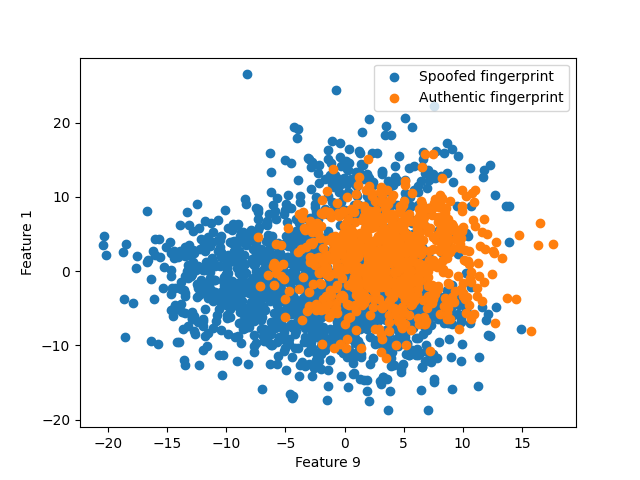 Spoofed fingerprint
Authentic fingerprint
20
10
0
−10
−20
Feature 1
−20 −15 −10 −5 0 5 10 15
Feature 9